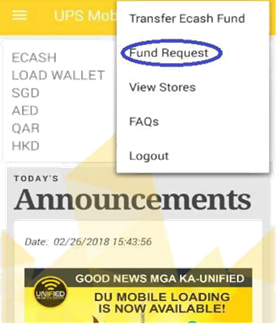 UPS Mob
Transfer Ecash Fund
Fund Request
View Stores
FAQs
Logout
ECASH
LOAD WALLET
SGD
AED
QAR
HKD
TODAY'S
Announcements
Date: 02/26/2018 15:43:56
UNIFIED
GOOD NEWS MGA KA-UNIFIED
DU MOBILE LOADING
IS NOW AVAILABLE!